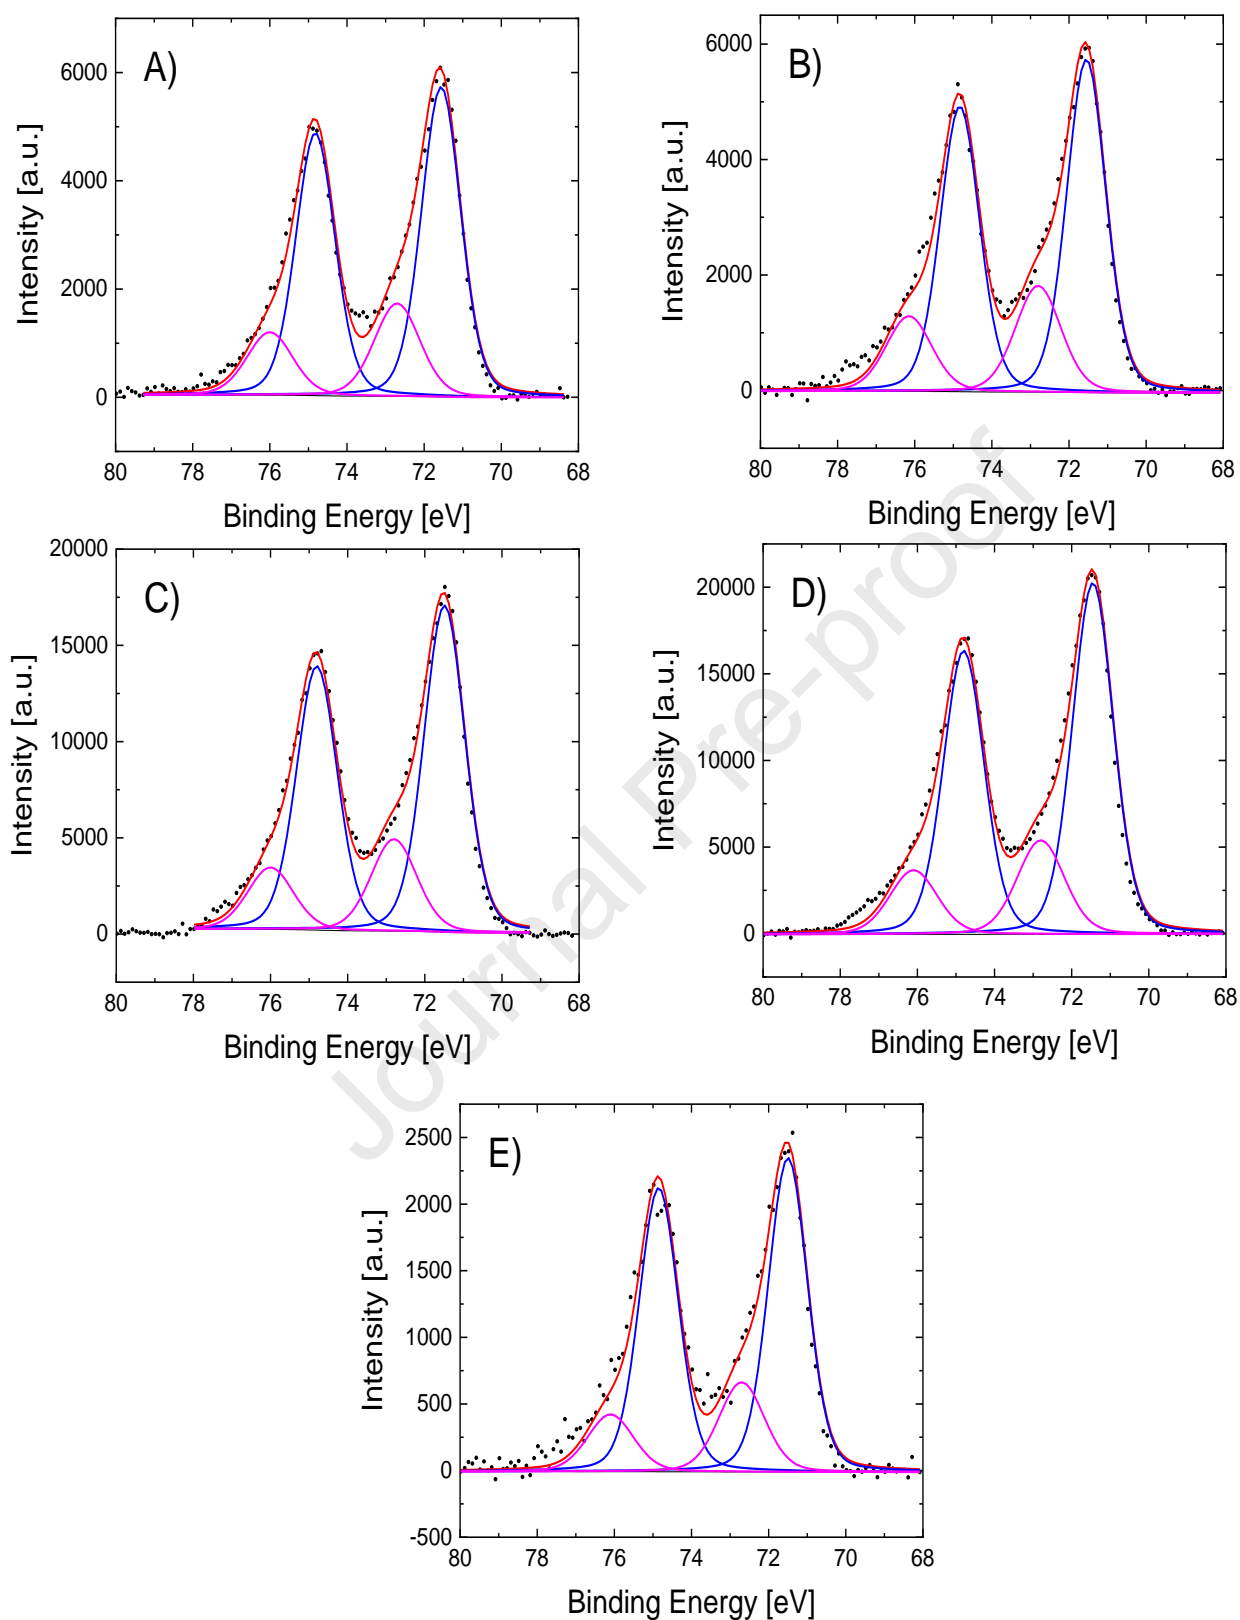 A)
6000
4000
2000
0
Intensity [a.u.]
80 78 76 74 72 70 68
Binding Energy [eV]
B)
6000
4000
2000
0
Intensity [a.u.]
80 78 76 74 72 70 68
Binding Energy [eV]
C)
20000
15000
10000
5000
0
Intensity [a.u.]
80 78 76 74 72 70 68
Binding Energy [eV]
D)
20000
15000
10000
5000
0
Intensity [a.u.]
80 78 76 74 72 70 68
Binding Energy [eV]
E)
2500
2000
1500
1000
500
0
-500
Intensity [a.u.]
80 78 76 74 72 70 68
Binding Energy [eV]
Journal Pre-proof